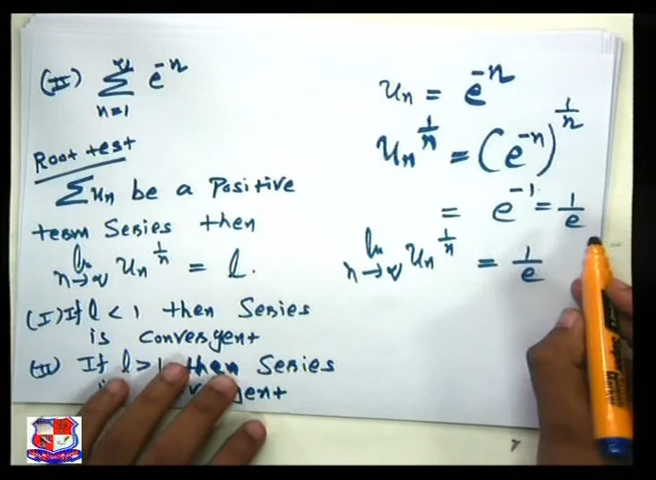 (II) ∞∑n=1 e^-n
Root test
∑un be a Positive
term Series then
lim n→∞ un^1/n = l.
(I) If l < 1 then Series
is convergent
(II) If l > 1 then Series
un = e^-n
un^1/n = (e^-n)^1/n
= e^-1 = 1/e
lim n→∞ un^1/n = 1/e